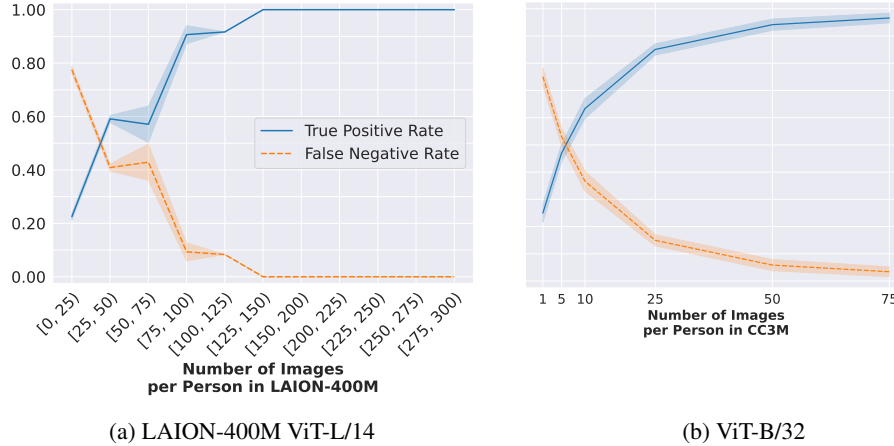 1.00
0.80
0.60
0.40
0.20
0.00
True Positive Rate
False Negative Rate
[0, 25)
[25, 50)
[50, 75)
[75, 100)
[100, 125)
[125, 150)
[150, 200)
[200, 225)
[225, 250)
[250, 275)
[275, 300)
Number of Images
per Person in LAION-400M
(a) LAION-400M ViT-L/14
1 5 10 25 50 75
Number of Images
per Person in CC3M
(b) ViT-B/32